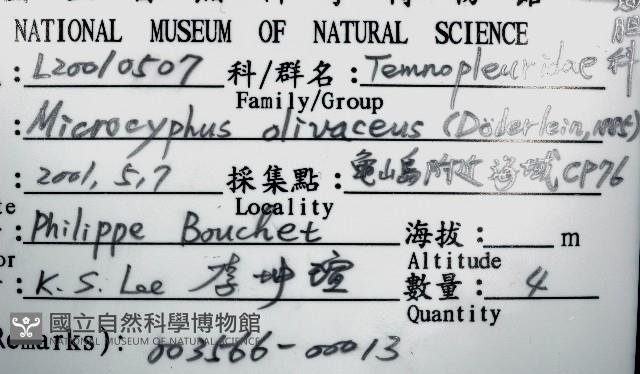 NATIONAL MUSEUM OF NATURAL SCIENCE
: L20010507 科/群名 : Temnopleuridae 科
Family/Group
: Microcyphus olivaceus (Döderlein, 1885)
: 2001, 5, 7 採集點 : 龜山島附近海域 CP76
te Locality
: Philippe Bouchet 海拔 : m
or Altitude
: K. S. Lee 李坤瑄 數量 : 4
Quantity
國立自然科學博物館
NATIONAL MUSEUM OF NATURAL SCIENCE
Remarks): 003566-00013